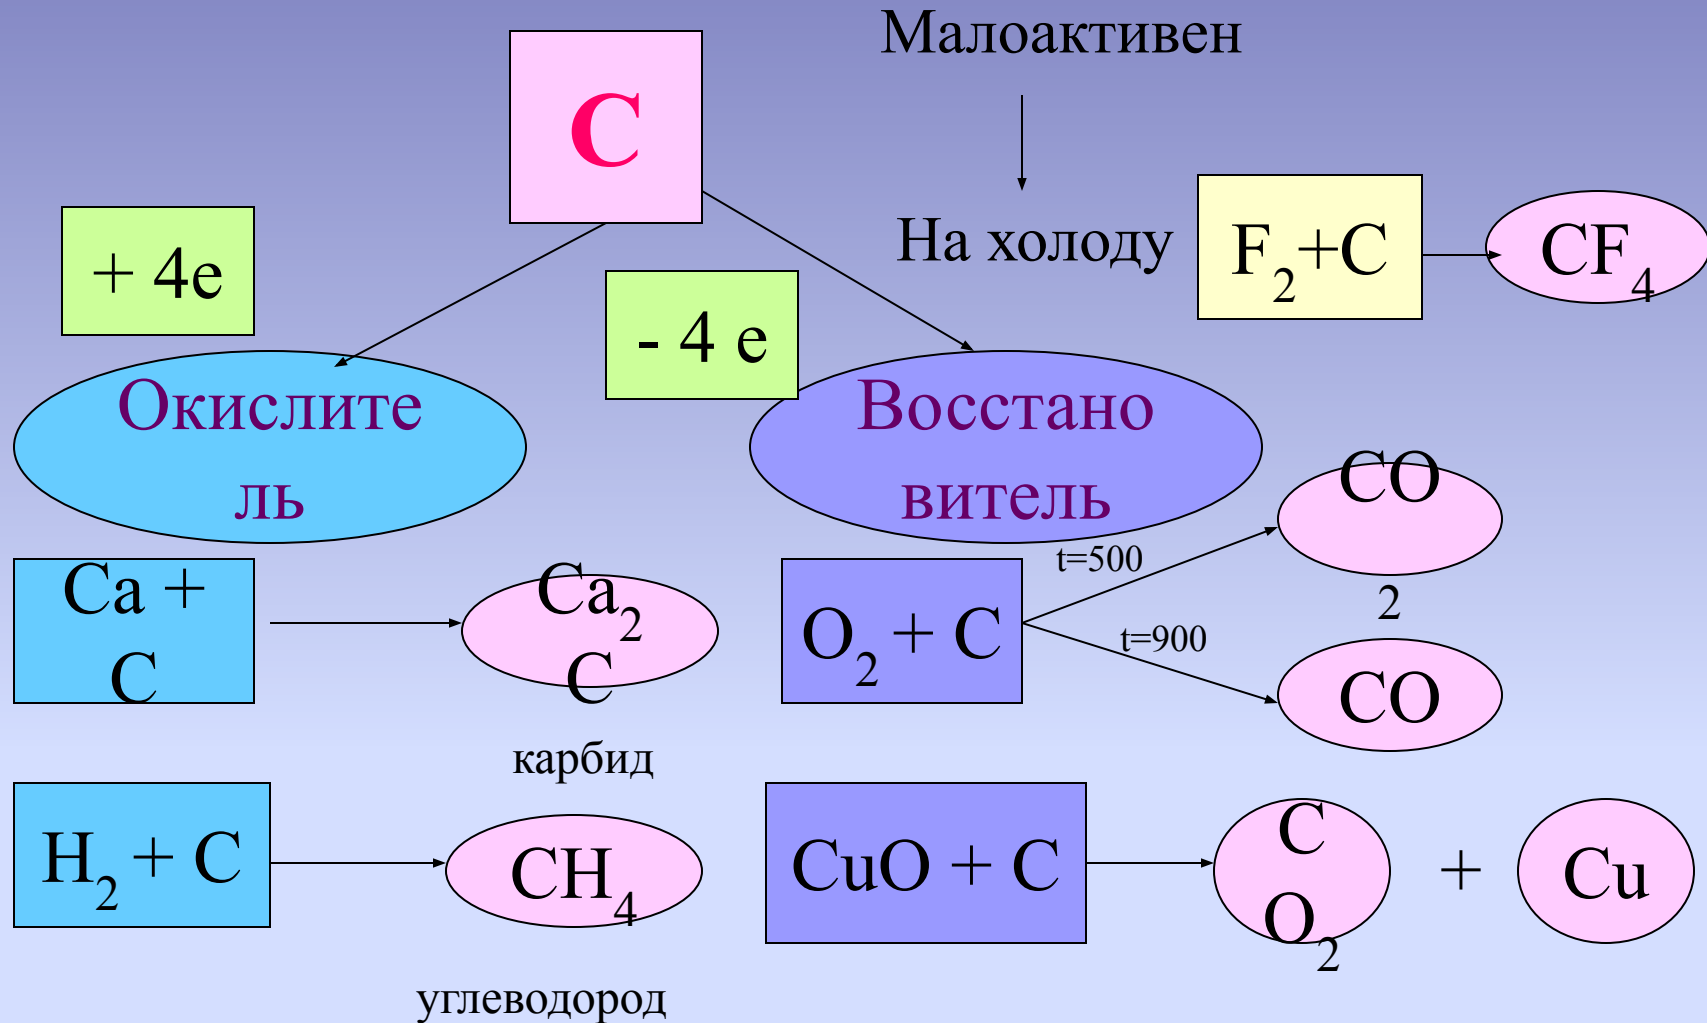 Малоактивен
C
На холоду
F2+C
CF4
+ 4e
- 4 e
Окислите
ль
Восстано
витель
Ca +
C
Ca2
C
карбид
O2 + C
t=500
CO
2
t=900
CO
H2 + C
CH4
углеводород
CuO + C
C
O2
+
Cu